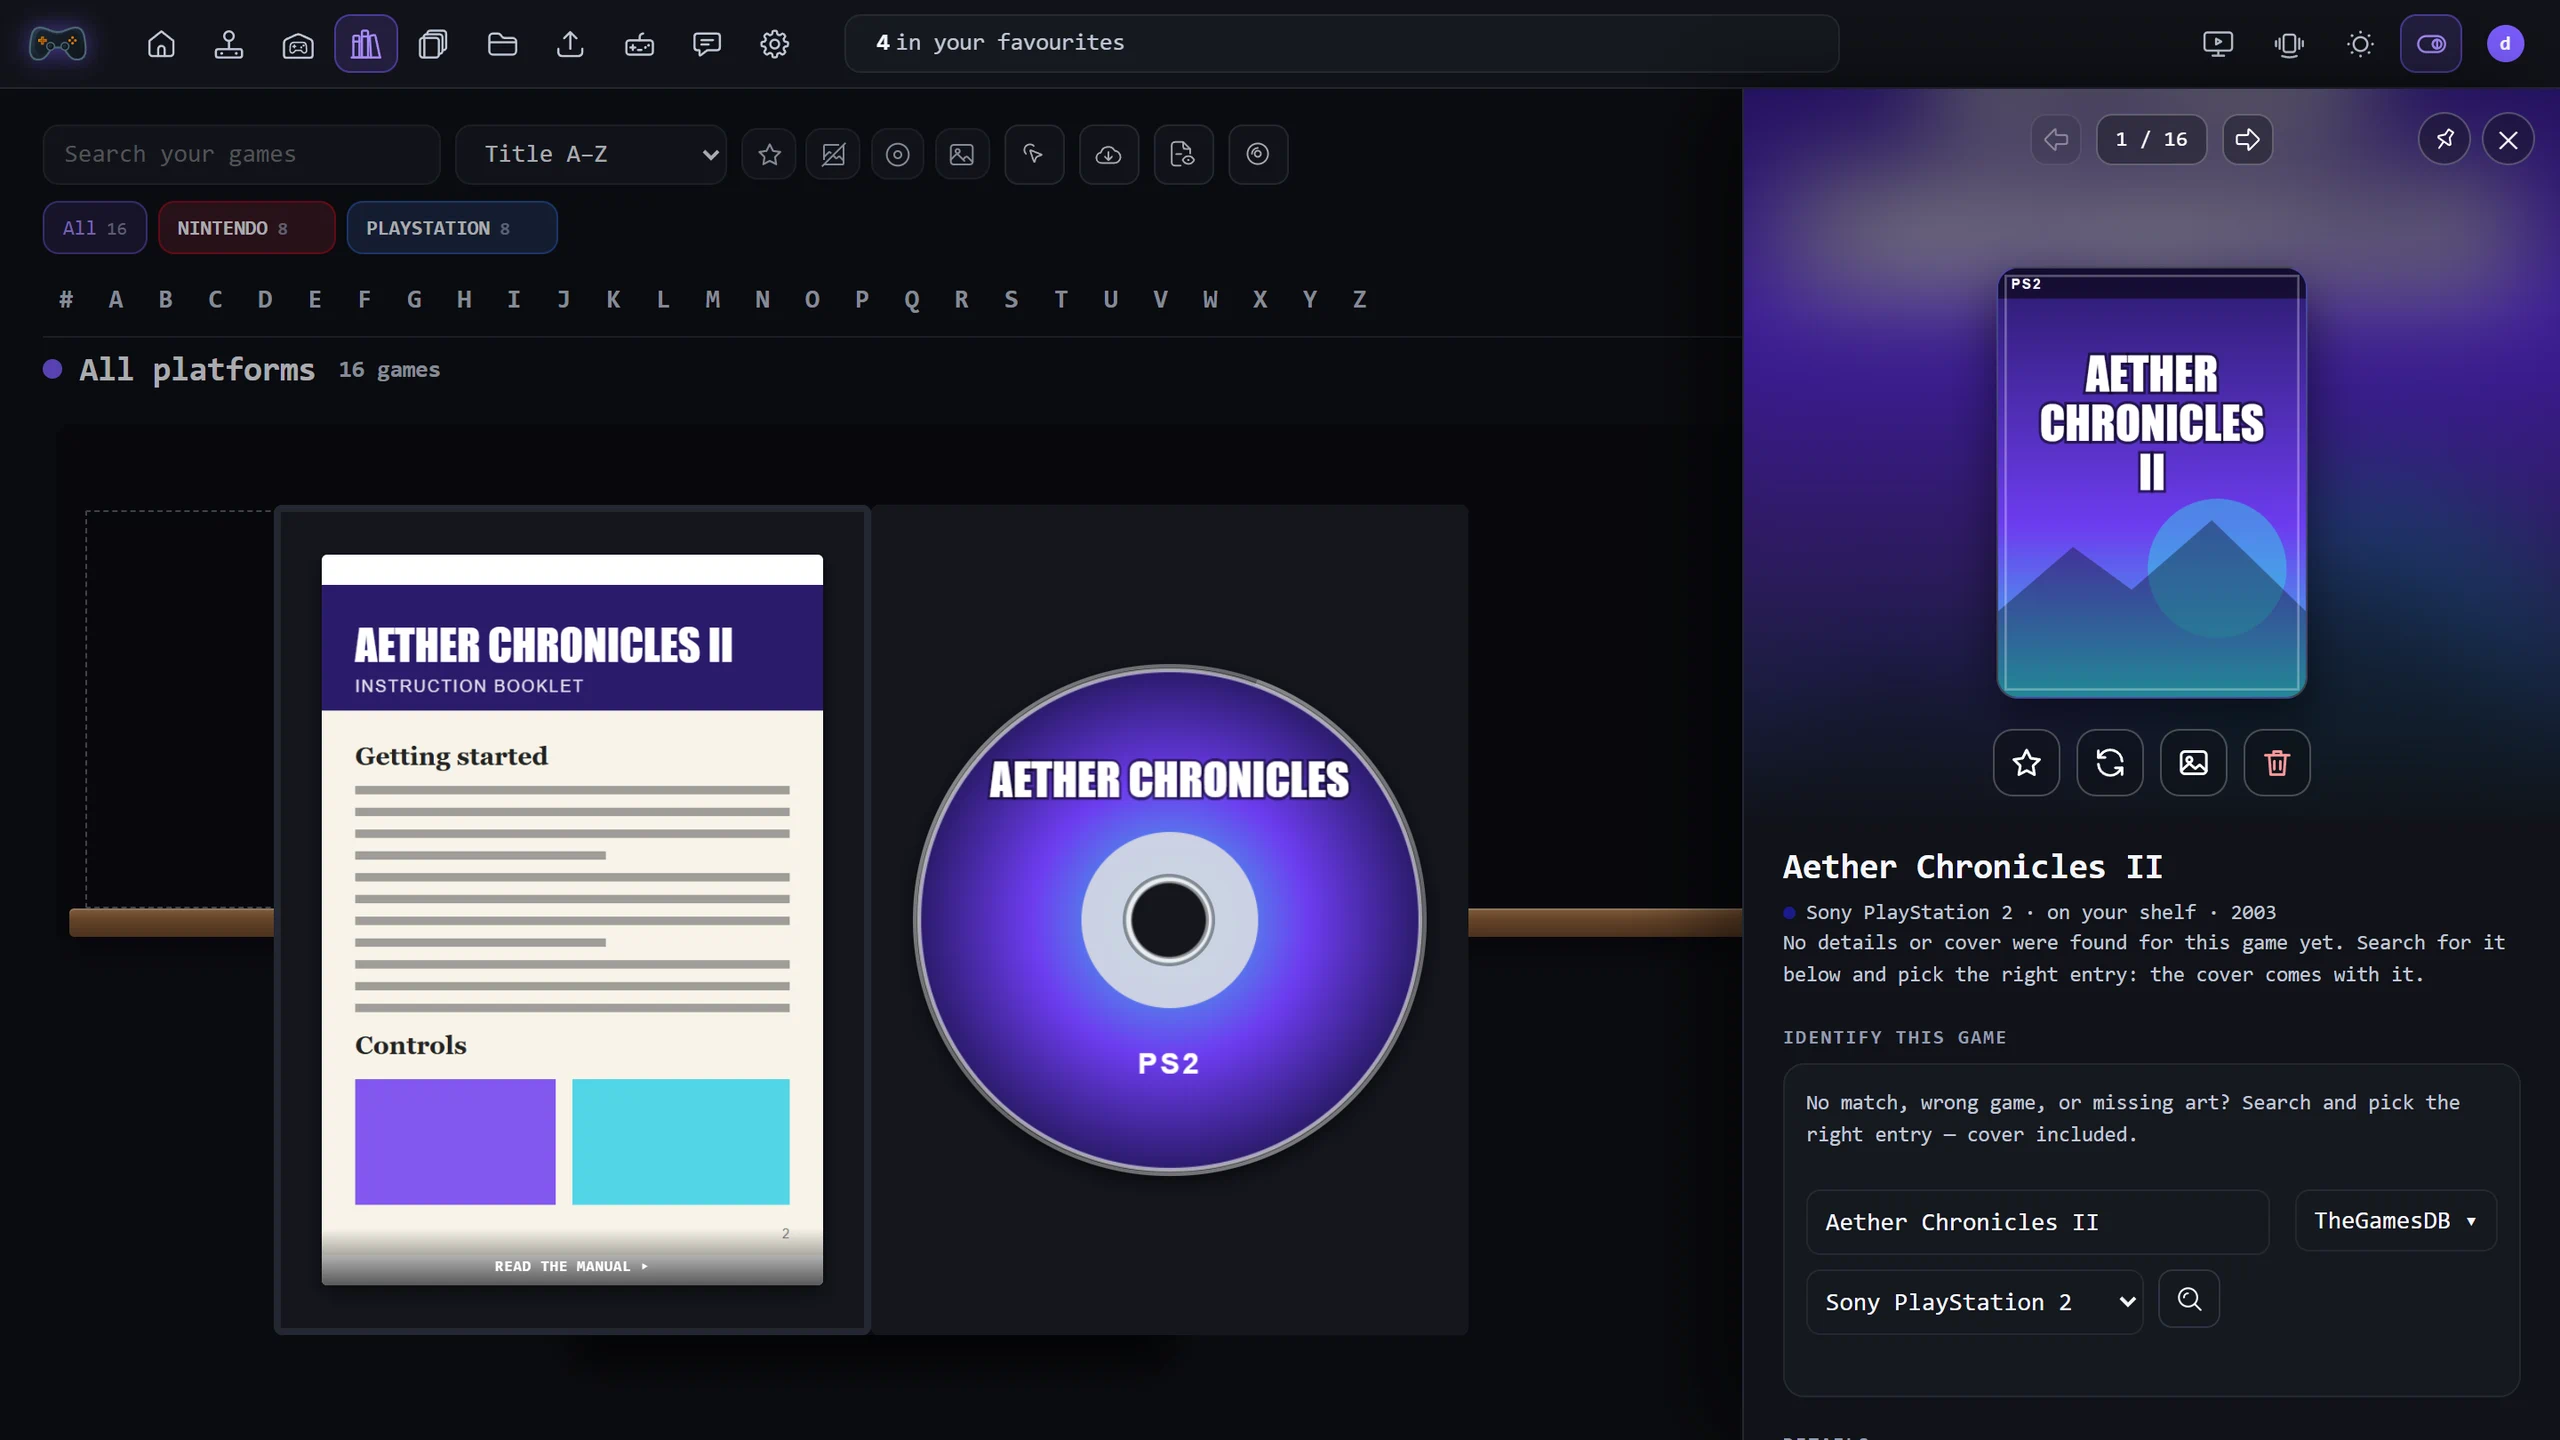 4 in your favourites
d
Search your games
Title A–Z
All 16
NINTENDO 8
PLAYSTATION 8
# A B C D E F G H I J K L M N O P Q R S T U V W X Y Z
All platforms 16 games
AETHER CHRONICLES II
INSTRUCTION BOOKLET
Getting started
Controls
2
READ THE MANUAL ▸
AETHER CHRONICLES
PS2
1 / 16
PS2
AETHER
CHRONICLES
II
Aether Chronicles II
Sony PlayStation 2 · on your shelf · 2003
No details or cover were found for this game yet. Search for it
below and pick the right entry: the cover comes with it.
IDENTIFY THIS GAME
No match, wrong game, or missing art? Search and pick the
right entry — cover included.
Aether Chronicles II
TheGamesDB ▾
Sony PlayStation 2